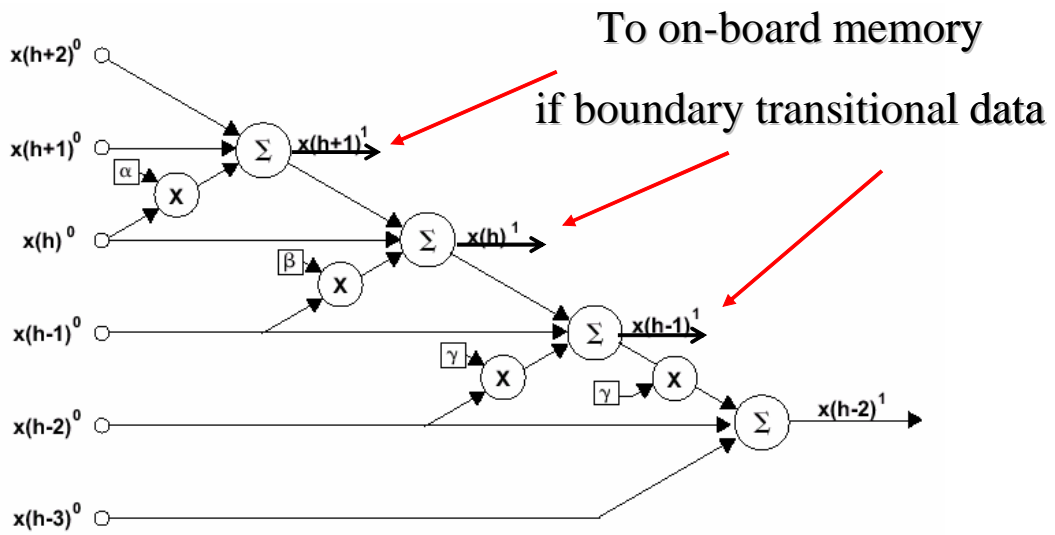 To on-board memory
x(h+2)⁰
if boundary transitional data
x(h+1)⁰
Σ
x(h+1)¹
α
X
x(h)⁰
Σ
x(h)¹
β
X
x(h-1)⁰
Σ
x(h-1)¹
γ
X
γ
X
x(h-2)⁰
Σ
x(h-2)¹
x(h-3)⁰